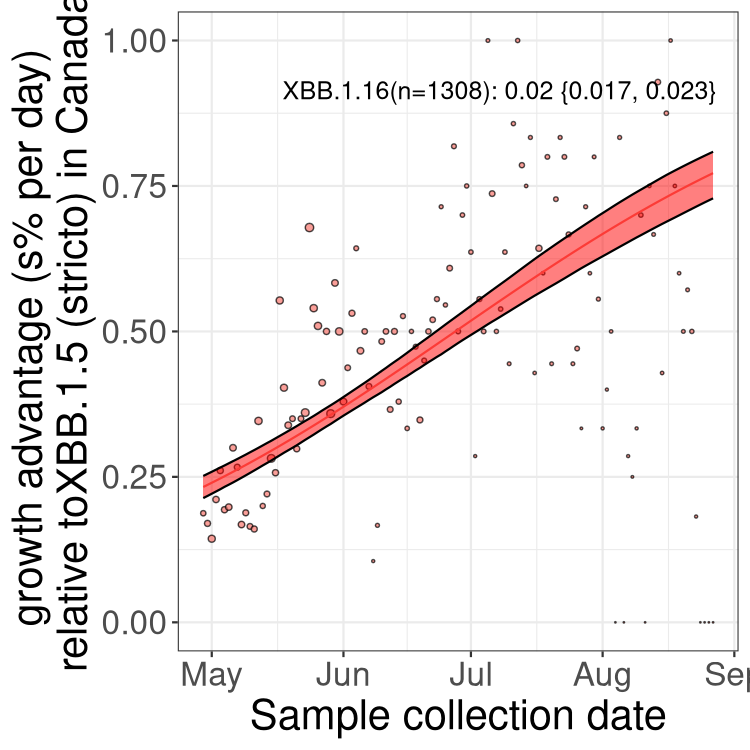 growth advantage (s% per day)
relative toXBB.1.5 (stricto) in Canada
1.00
0.75
0.50
0.25
0.00
XBB.1.16(n=1308): 0.02 {0.017, 0.023}
May Jun Jul Aug Sep
Sample collection date